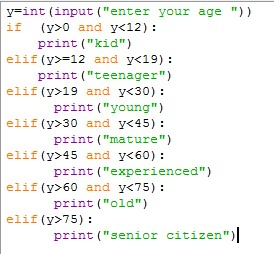 y=int(input("enter your age "))
if  (y>0 and y<12):
    print("kid")
elif(y>=12 and y<19):
    print("teenager")
elif(y>19 and y<30):
      print("young")
elif(y>30 and y<45):
      print("mature")
elif(y>45 and y<60):
      print("experienced")
elif(y>60 and y<75):
      print("old")
elif(y>75):
      print("senior citizen")